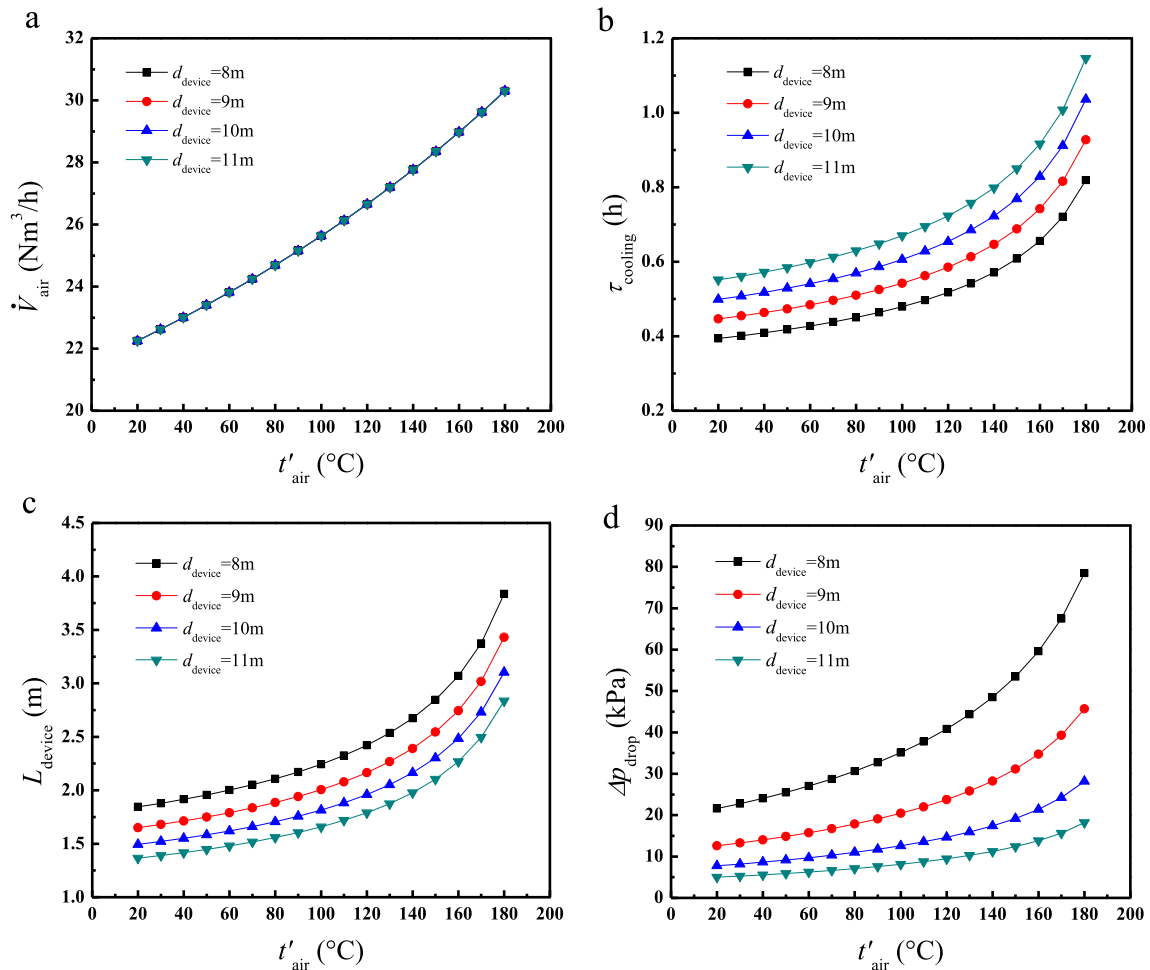 a
32
30
28
26
24
22
20
V̇air (Nm³/h)
ddevice=8m
ddevice=9m
ddevice=10m
ddevice=11m
0 20 40 60 80 100 120 140 160 180 200
t′air (°C)
b
1.2
1.0
0.8
0.6
0.4
0.2
τcooling (h)
ddevice=8m
ddevice=9m
ddevice=10m
ddevice=11m
0 20 40 60 80 100 120 140 160 180 200
t′air (°C)
c
4.5
4.0
3.5
3.0
2.5
2.0
1.5
1.0
Ldevice (m)
ddevice=8m
ddevice=9m
ddevice=10m
ddevice=11m
0 20 40 60 80 100 120 140 160 180 200
t′air (°C)
d
90
80
70
60
50
40
30
20
10
0
Δpdrop (kPa)
ddevice=8m
ddevice=9m
ddevice=10m
ddevice=11m
0 20 40 60 80 100 120 140 160 180 200
t′air (°C)